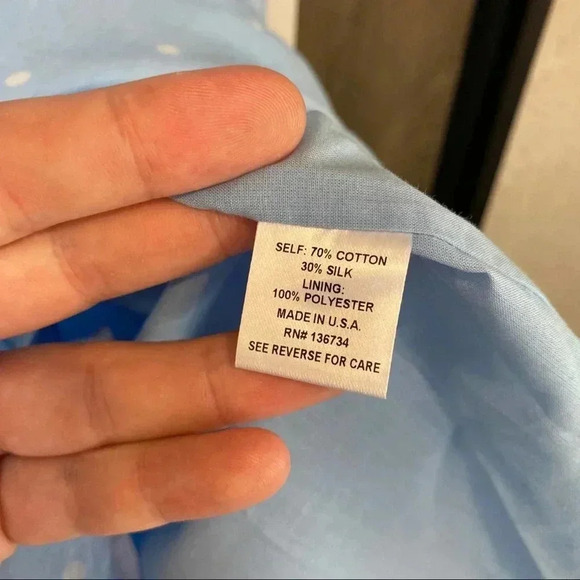 SELF: 70% COTTON
30% SILK
LINING:
100% POLYESTER
MADE IN U.S.A.
RN# 136734
SEE REVERSE FOR CARE